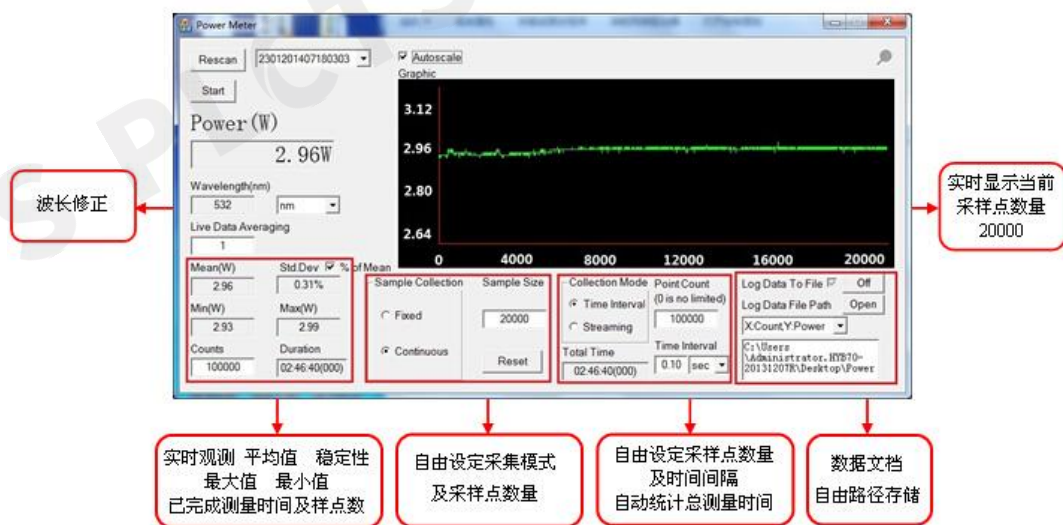 Power Meter
Rescan
2301201407180303
Autoscale
Graphic
Start
Power(W)
2.96W
3.12
2.96
2.80
2.64
0 4000 8000 12000 16000 20000
Wavelength(nm)
532 nm
Live Data Averaging
1
波长修正
实时显示当前
采样点数量
20000
Mean(W) Std.Dev % of Mean
2.96 0.31%
Min(W) Max(W)
2.93 2.99
Counts Duration
100000 02:46:40(000)
Sample Collection Sample Size
Fixed
20000
Continuous
Reset
Collection Mode Point Count
(0 is no limited)
Time Interval
100000
Streaming
Total Time Time Interval
02:46:40(000) 0.10 sec
Log Data To File Off
Log Data File Path Open
X:Count,Y:Power
C:\Users
\Administrator.HYB70-
20131207R\Desktop\Power
实时观测 平均值 稳定性
最大值 最小值
已完成测量时间及样点数
自由设定采集模式
及采样点数量
自由设定采样点数量
及时间间隔
自动统计总测量时间
数据文档
自由路径存储